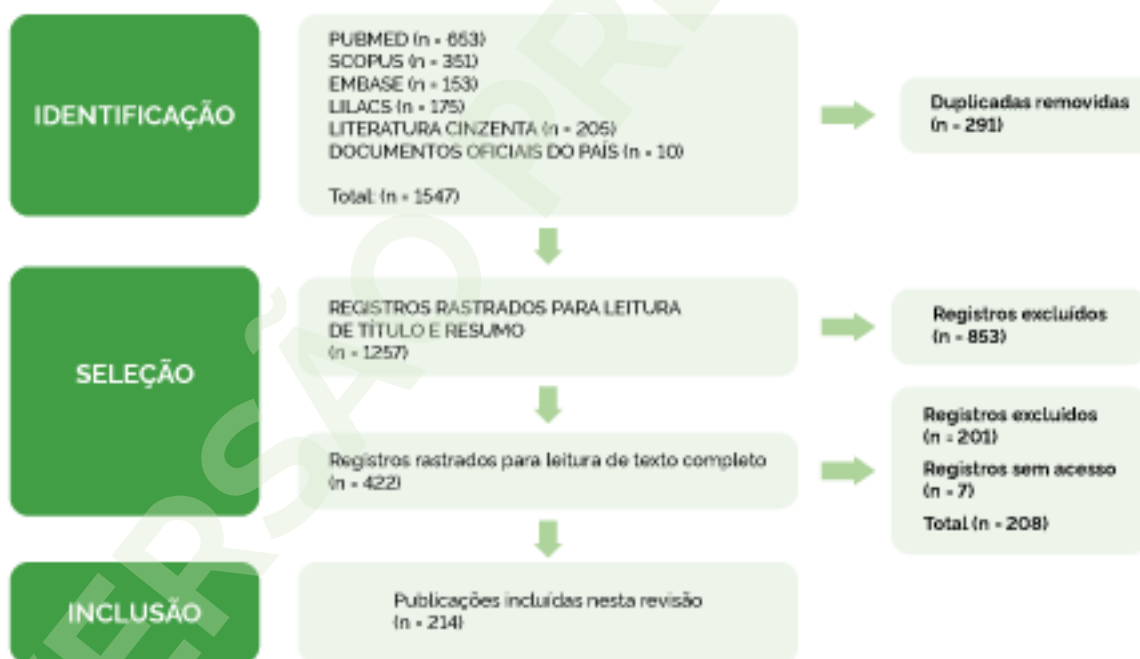 IDENTIFICAÇÃO
PUBMED (n = 653)
SCOPUS (n = 351)
EMBASE (n = 153)
LILACS (n = 175)
LITERATURA CINZENTA (n = 205)
DOCUMENTOS OFICIAIS DO PAÍS (n = 10)
Total: (n = 1547)
Duplicadas removidas
(n = 291)
SELEÇÃO
REGISTROS RASTRADOS PARA LEITURA
DE TÍTULO E RESUMO
(n = 1257)
Registros excluídos
(n = 853)
Registros rastrados para leitura de texto completo
(n = 422)
Registros excluídos
(n = 201)
Registros sem acesso
(n = 7)
Total (n = 208)
INCLUSÃO
Publicações incluídas nesta revisão
(n = 214)
VERSÃO